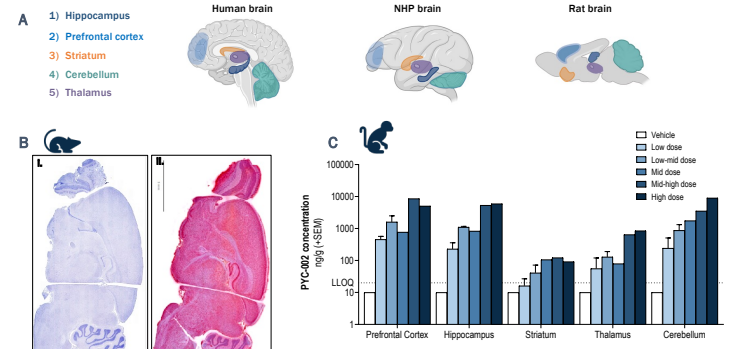 A
1) Hippocampus
2) Prefrontal cortex
3) Striatum
4) Cerebellum
5) Thalamus
Human brain
NHP brain
Rat brain
B
I.
II.
C
Vehicle
Low dose
Low-mid dose
Mid dose
Mid-high dose
High dose
PYC-002 concentration
ng/g (+SEM)
100000
10000
1000
100
LLOQ
10
1
Prefrontal Cortex
Hippocampus
Striatum
Thalamus
Cerebellum